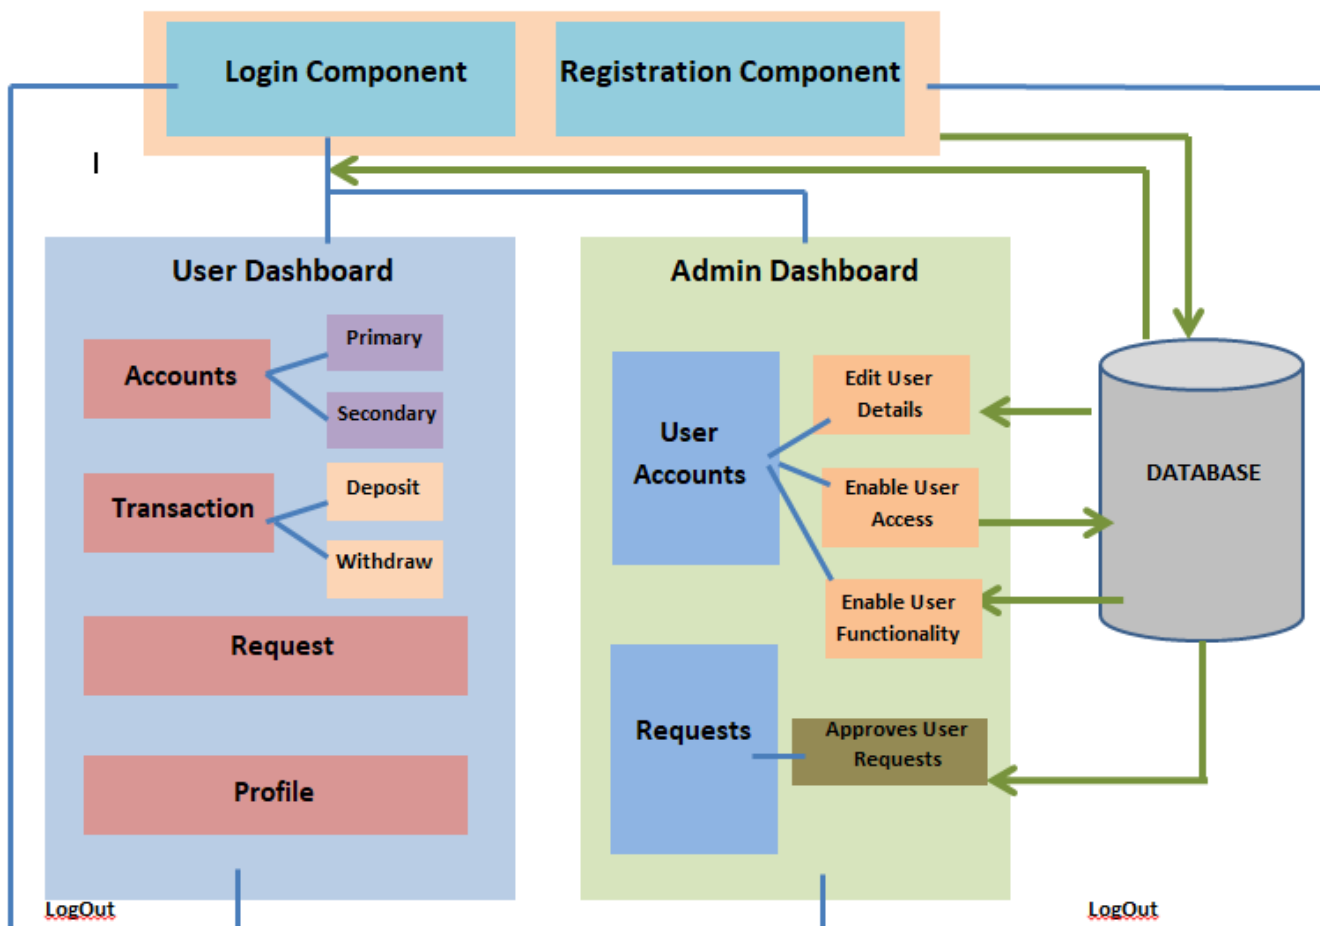 Login Component
Registration Component
User Dashboard
Accounts
Primary
Secondary
Transaction
Deposit
Withdraw
Request
Profile
LogOut
Admin Dashboard
User
Accounts
Edit User
Details
Enable User
Access
Enable User
Functionality
Requests
Approves User
Requests
DATABASE
LogOut